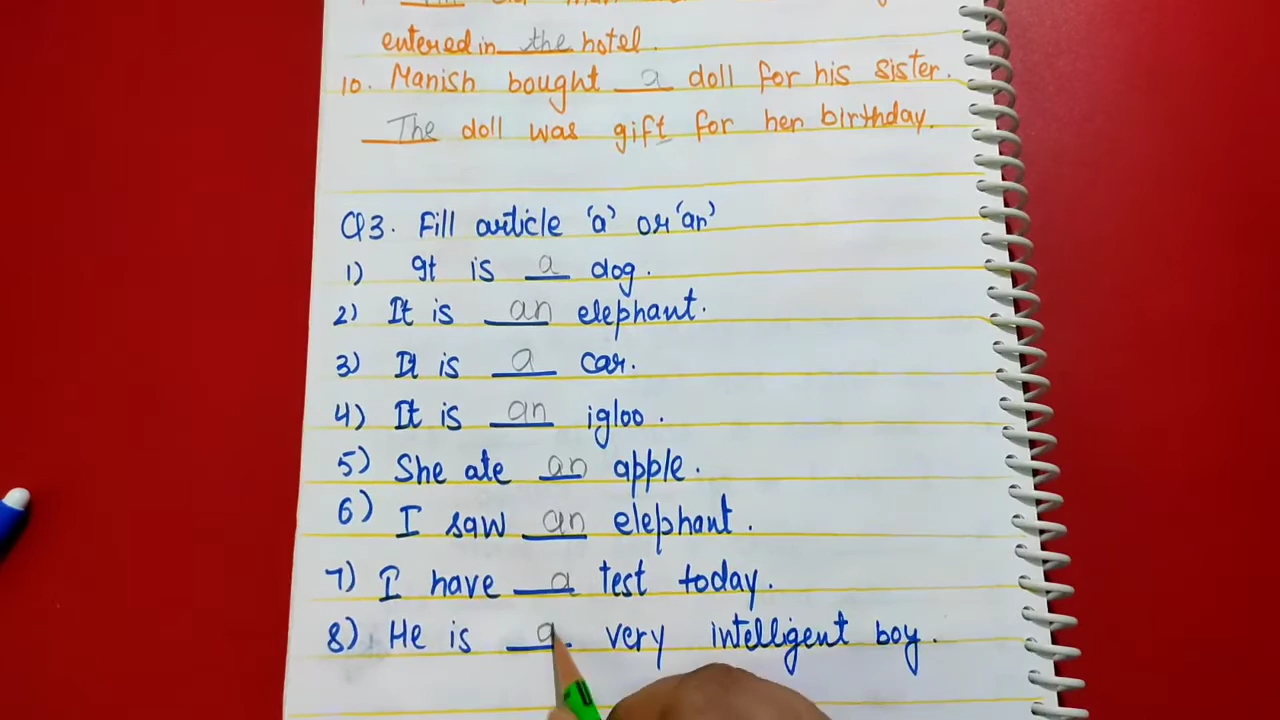 entered in the hotel.
10. Manish bought a doll for his sister.
The doll was gift for her birthday.
Q3. Fill article 'a' or 'an'
1) It is a dog.
2) It is an elephant.
3) It is a car.
4) It is an igloo.
5) She ate an apple.
6) I saw an elephant.
7) I have a test today.
8) He is a very intelligent boy.